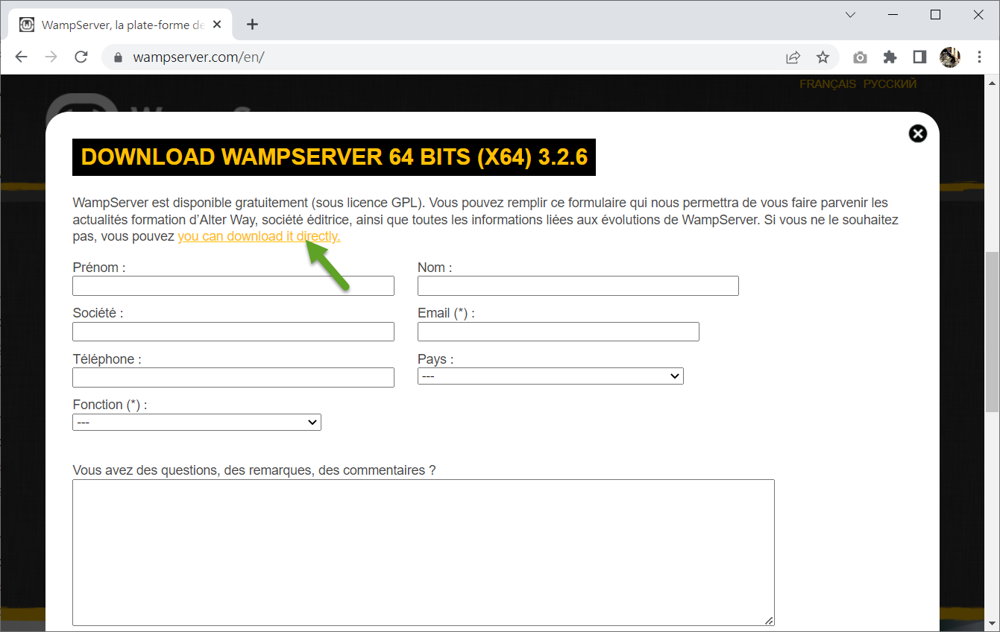 WampServer, la plate-forme de
wampserver.com/en/
FRANÇAIS РУССКИЙ
DOWNLOAD WAMPSERVER 64 BITS (X64) 3.2.6
WampServer est disponible gratuitement (sous licence GPL). Vous pouvez remplir ce formulaire qui nous permettra de vous faire parvenir les
actualités formation d’Alter Way, société éditrice, ainsi que toutes les informations liées aux évolutions de WampServer. Si vous ne le souhaitez
pas, vous pouvez you can download it directly.
Prénom : Nom :
Société : Email (*) :
Téléphone : Pays :
---
Fonction (*) :
---
Vous avez des questions, des remarques, des commentaires ?